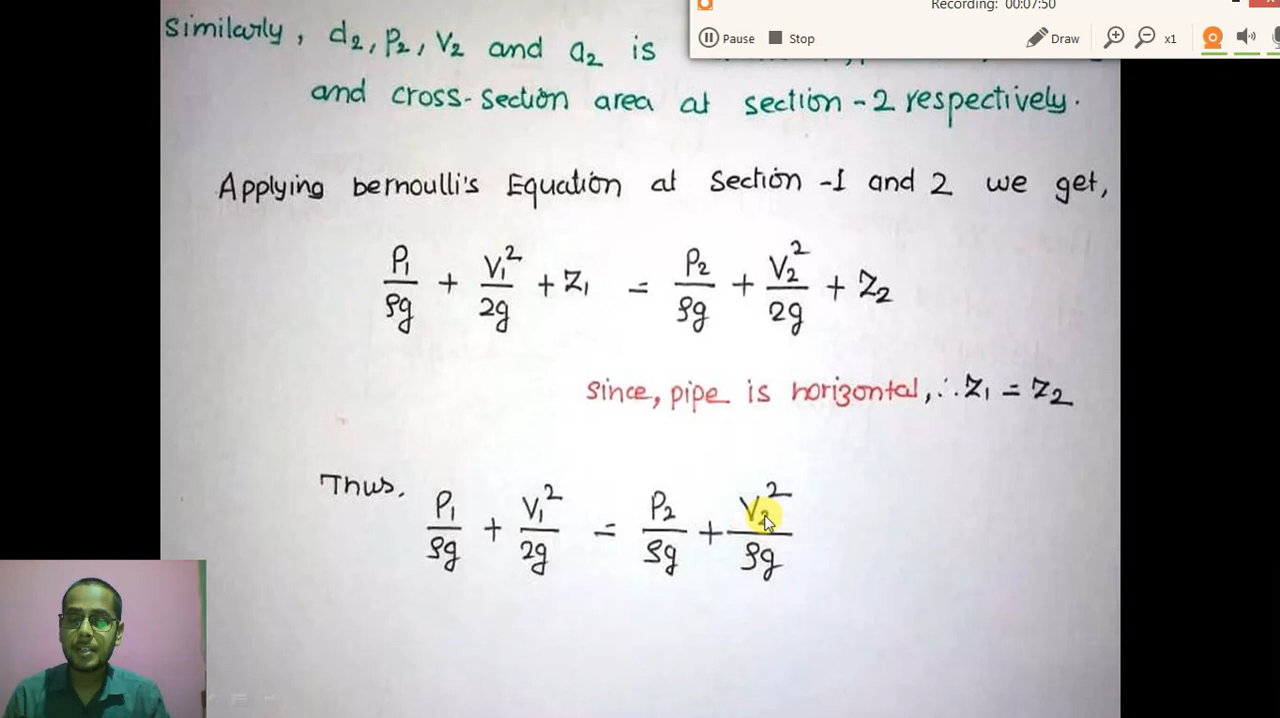 Recording: 00:07:50
Pause Stop Draw x1
Similarly, d₂, P₂, V₂ and a₂ is
and cross-section area at section-2 respectively.
Applying bernoulli's Equation at section -1 and 2 we get,
P₁/ρg + V₁²/2g + Z₁ = P₂/ρg + V₂²/2g + Z₂
since, pipe is horizontal, ∴ Z₁ = Z₂
Thus, P₁/ρg + V₁²/2g = P₂/ρg + V₂²/ρg